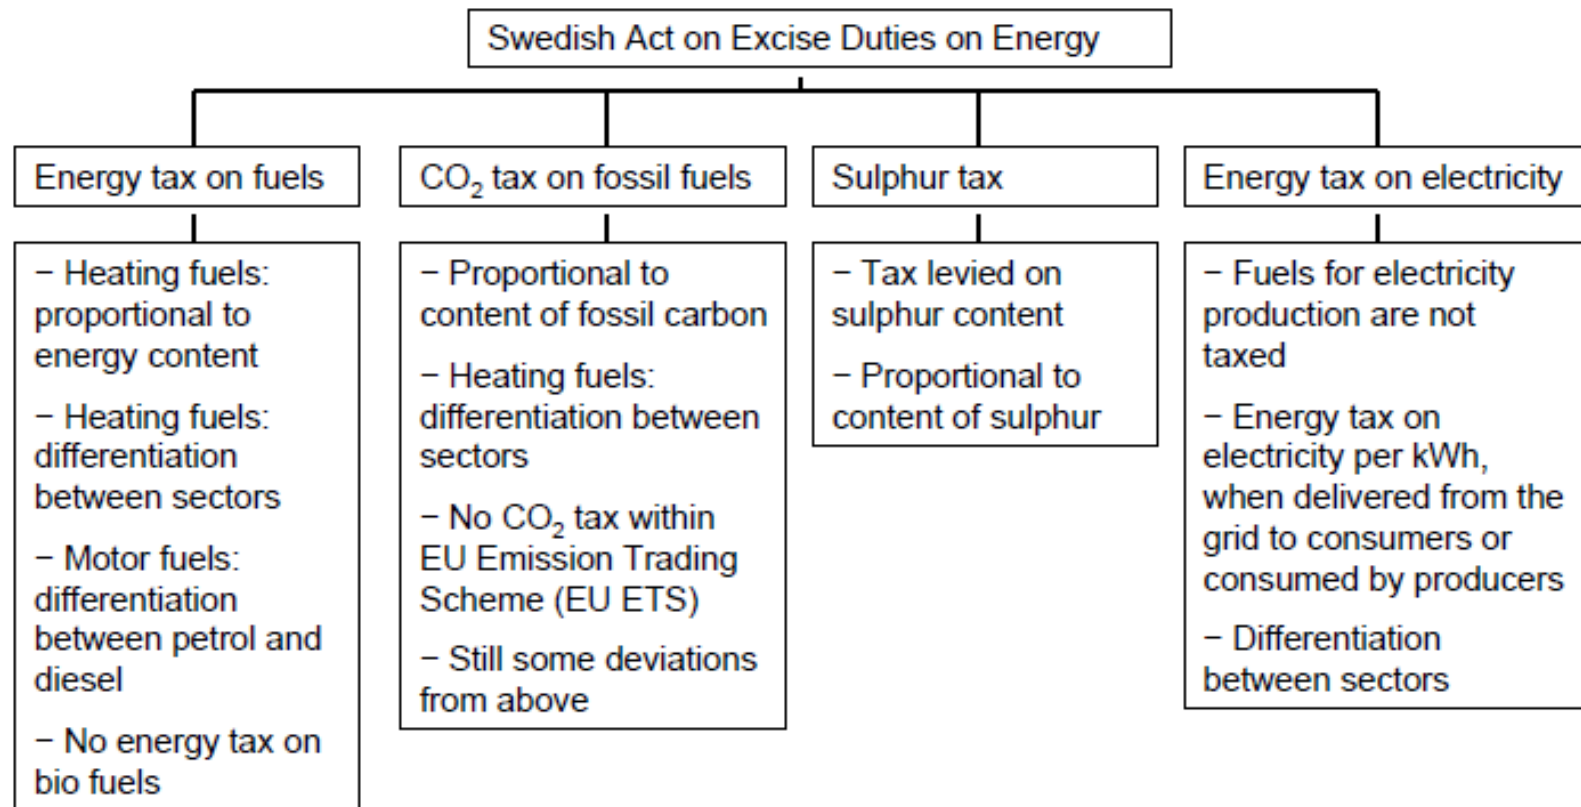 Swedish Act on Excise Duties on Energy
Energy tax on fuels
− Heating fuels:
proportional to
energy content
− Heating fuels:
differentiation
between sectors
− Motor fuels:
differentiation
between petrol and
diesel
− No energy tax on
bio fuels
CO₂ tax on fossil fuels
− Proportional to
content of fossil carbon
− Heating fuels:
differentiation between
sectors
− No CO₂ tax within
EU Emission Trading
Scheme (EU ETS)
− Still some deviations
from above
Sulphur tax
− Tax levied on
sulphur content
− Proportional to
content of sulphur
Energy tax on electricity
− Fuels for electricity
production are not
taxed
− Energy tax on
electricity per kWh,
when delivered from the
grid to consumers or
consumed by producers
− Differentiation
between sectors